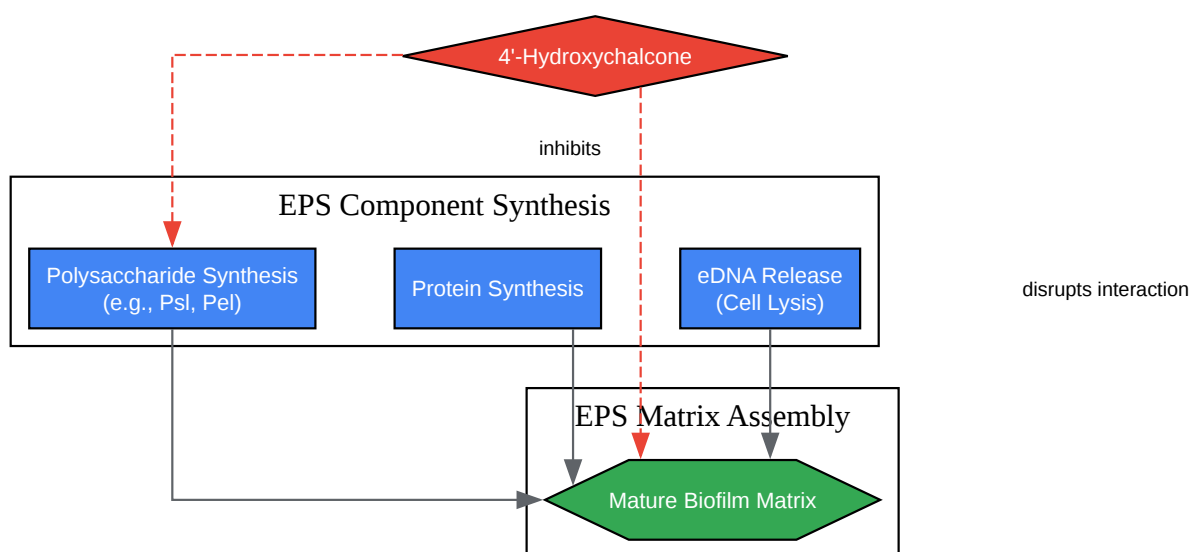 4'-Hydroxychalcone
inhibits
EPS Component Synthesis
Polysaccharide Synthesis
(e.g., Psl, Pel)
Protein Synthesis
eDNA Release
(Cell Lysis)
disrupts interaction
EPS Matrix Assembly
Mature Biofilm Matrix